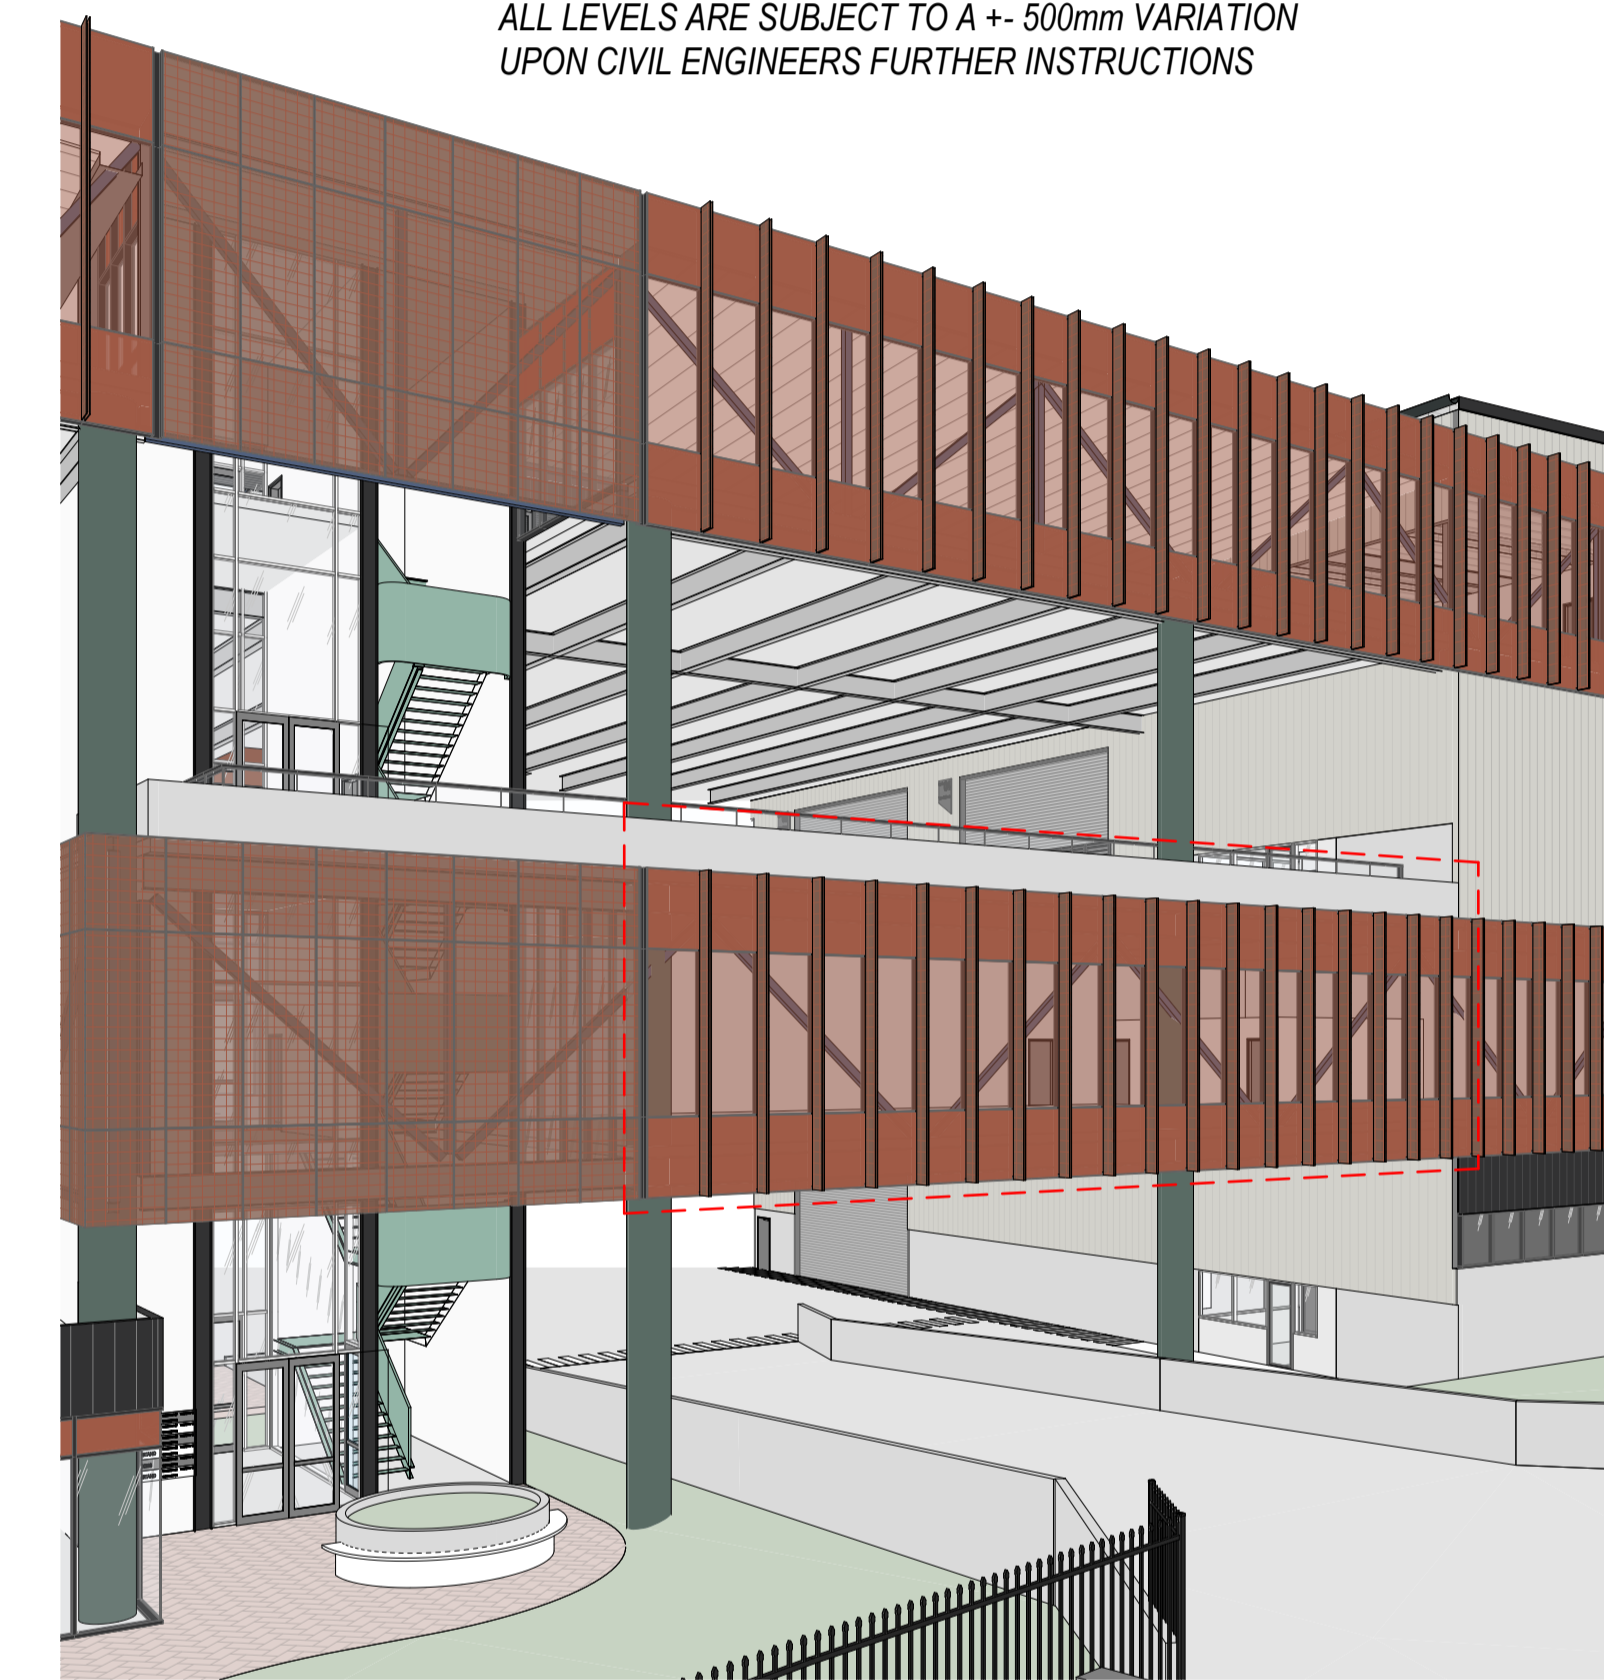 ALL LEVELS ARE SUBJECT TO A +- 500mm VARIATION
UPON CIVIL ENGINEERS FURTHER INSTRUCTIONS